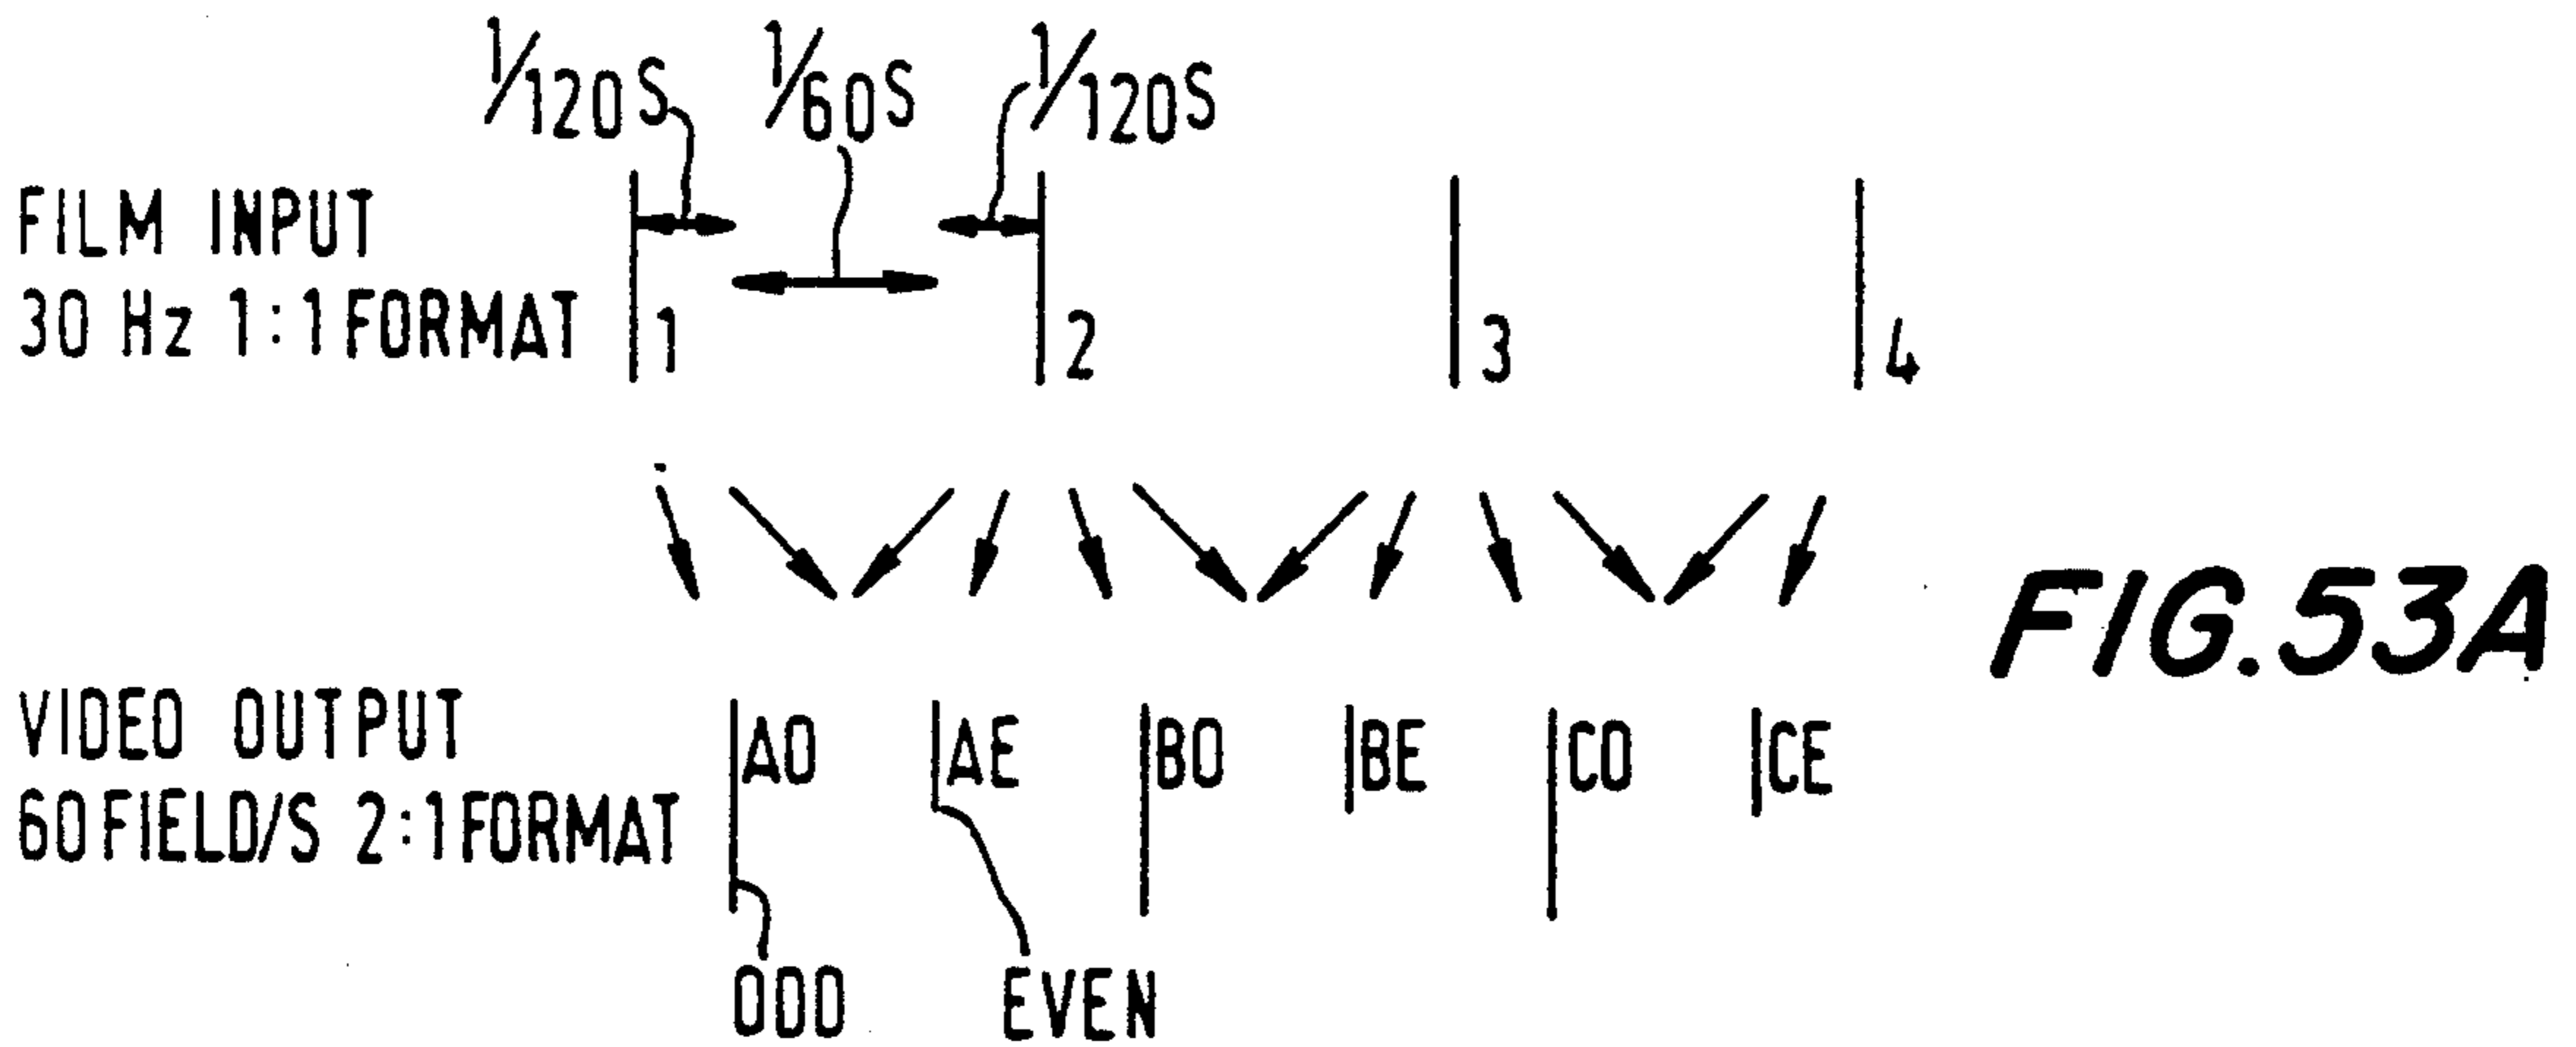 1/120S 1/60S 1/120S
FILM INPUT
30 Hz 1:1 FORMAT
1 2 3 4
FIG.53A
VIDEO OUTPUT
60 FIELD/S 2:1 FORMAT
AO AE BO BE CO CE
ODD EVEN